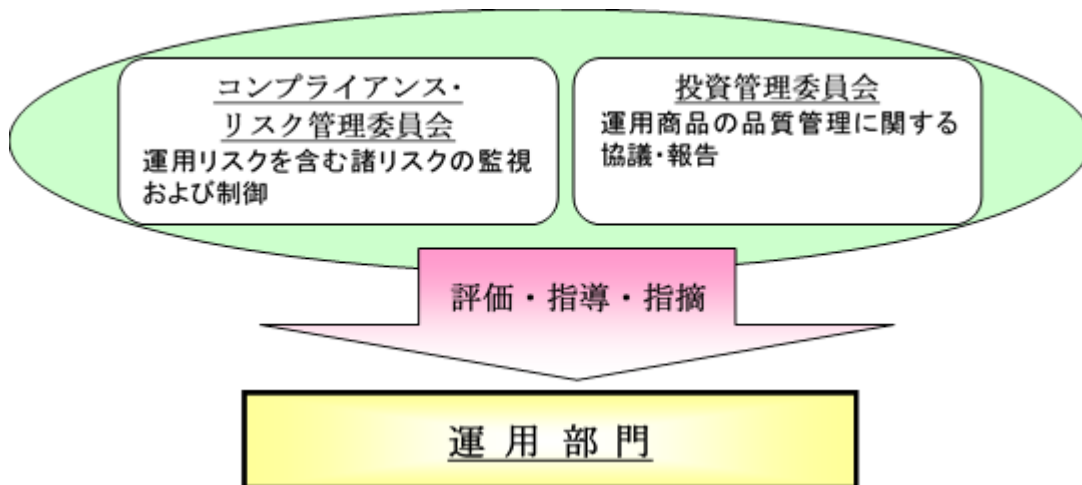 コンプライアンス・
リスク管理委員会
運用リスクを含む諸リスクの監視
および制御
投資管理委員会
運用商品の品質管理に関する
協議・報告
評価・指導・指摘
運用部門